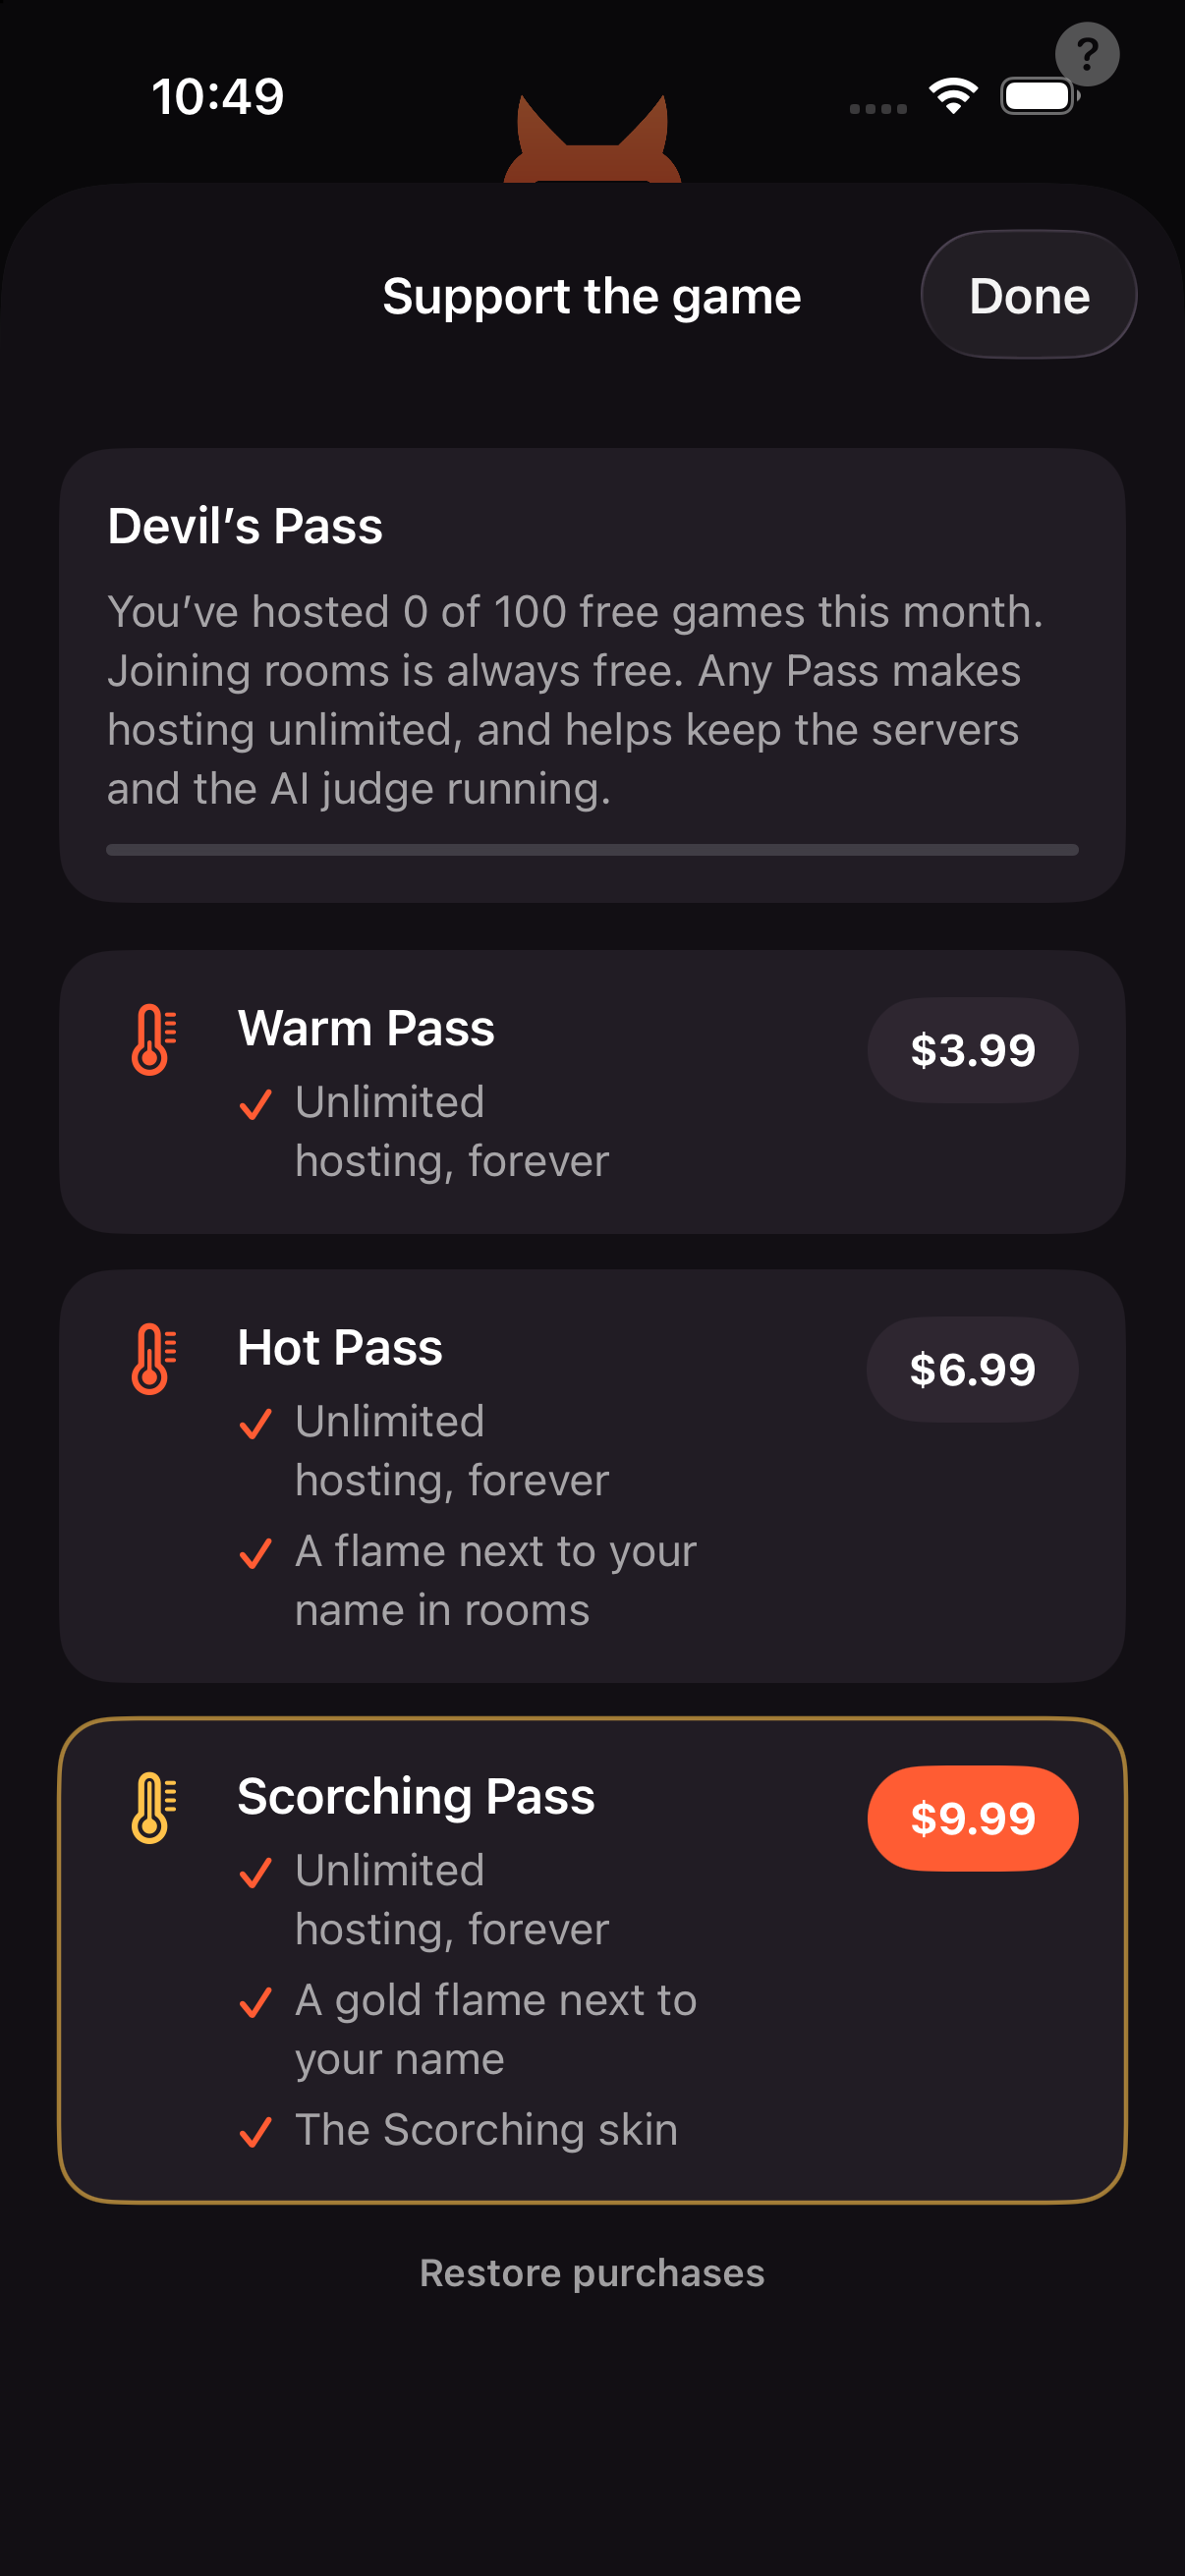 10:49
?
Support the game
Done
Devil’s Pass
You’ve hosted 0 of 100 free games this month.
Joining rooms is always free. Any Pass makes
hosting unlimited, and helps keep the servers
and the AI judge running.
Warm Pass
$3.99
Unlimited
hosting, forever
Hot Pass
$6.99
Unlimited
hosting, forever
A flame next to your
name in rooms
Scorching Pass
$9.99
Unlimited
hosting, forever
A gold flame next to
your name
The Scorching skin
Restore purchases